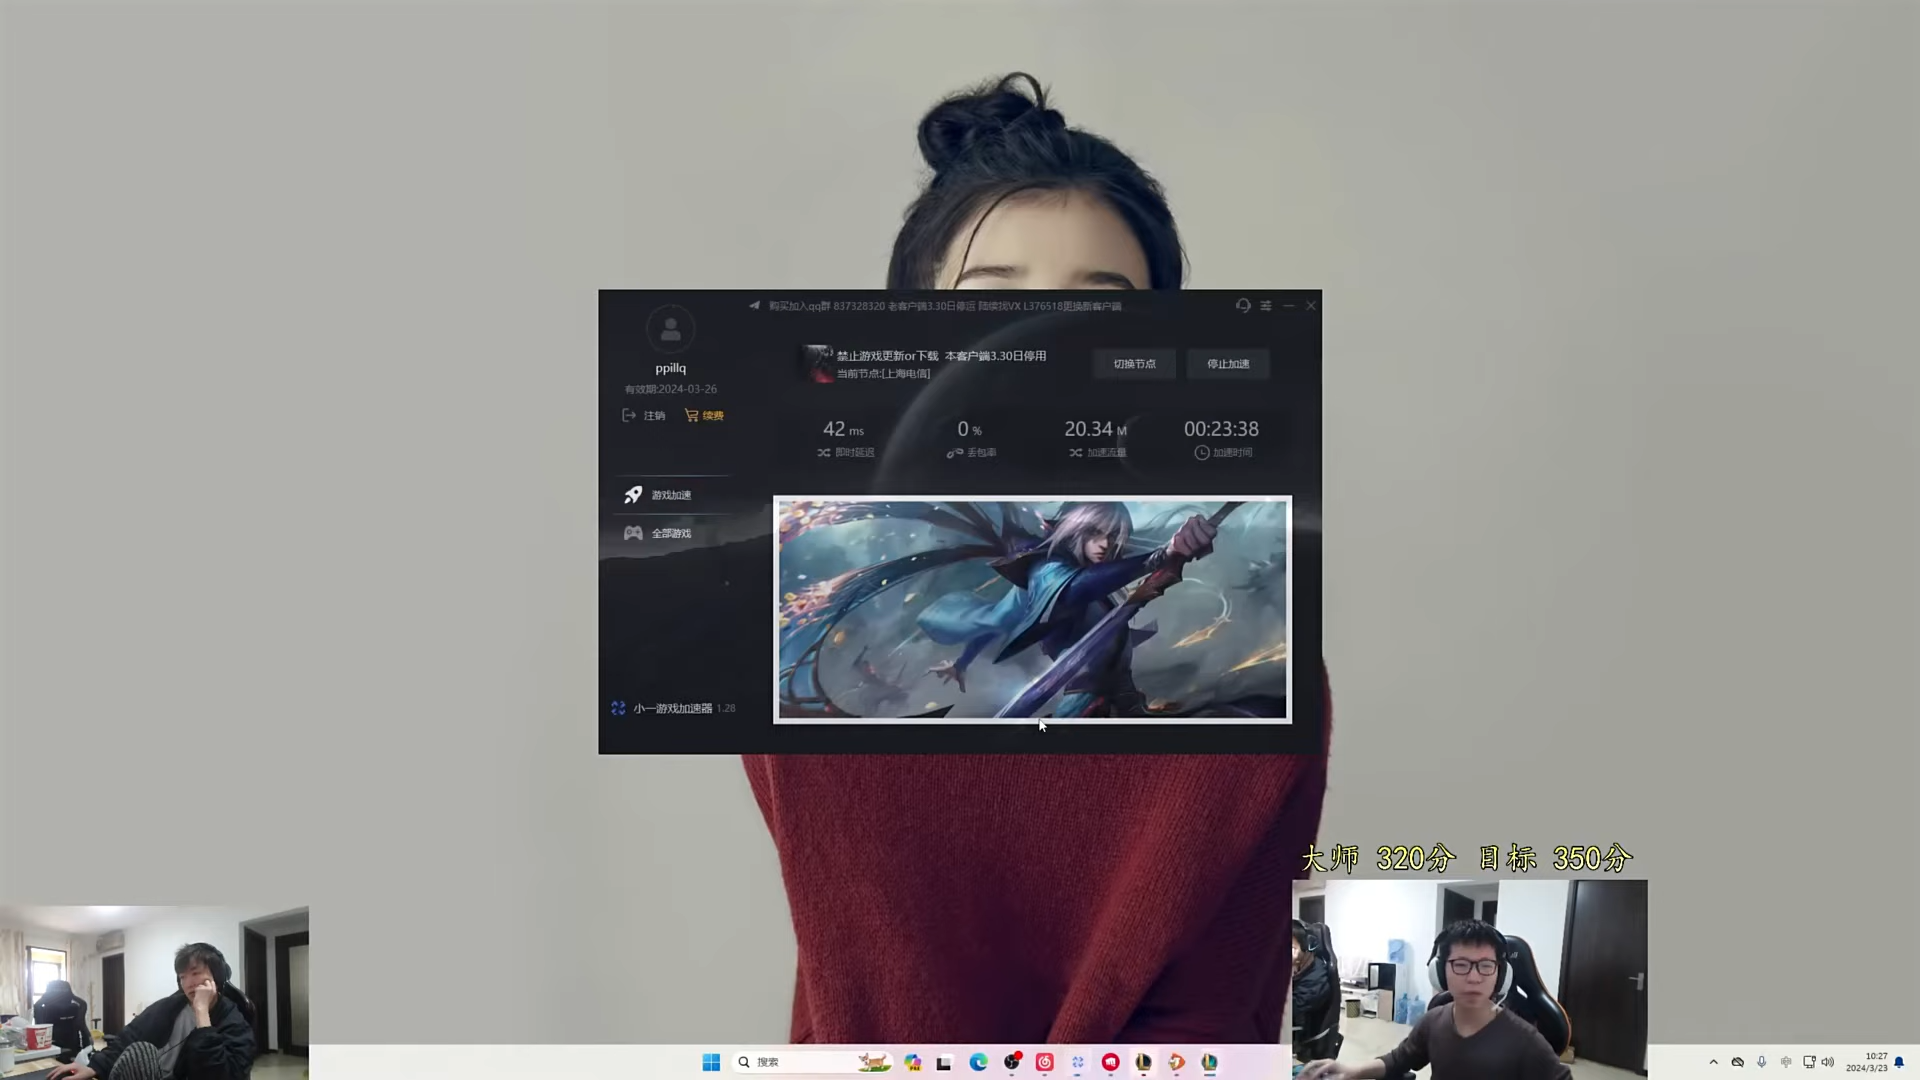 购买加入qq群 837328320 老客户端3.30日停运 陆续找VX L376518更换新客户端
ppillq
有效期:2024-03-26
注销
续费
禁止游戏更新or下载 本客户端3.30日停用
当前节点:[上海电信]
切换节点
停止加速
42 ms
0 %
20.34 M
00:23:38
即时延迟
丢包率
加速流量
加速时间
游戏加速
全部游戏
小一游戏加速器 1.28
大师 320分 目标 350分
搜索
10:27
2024/3/23